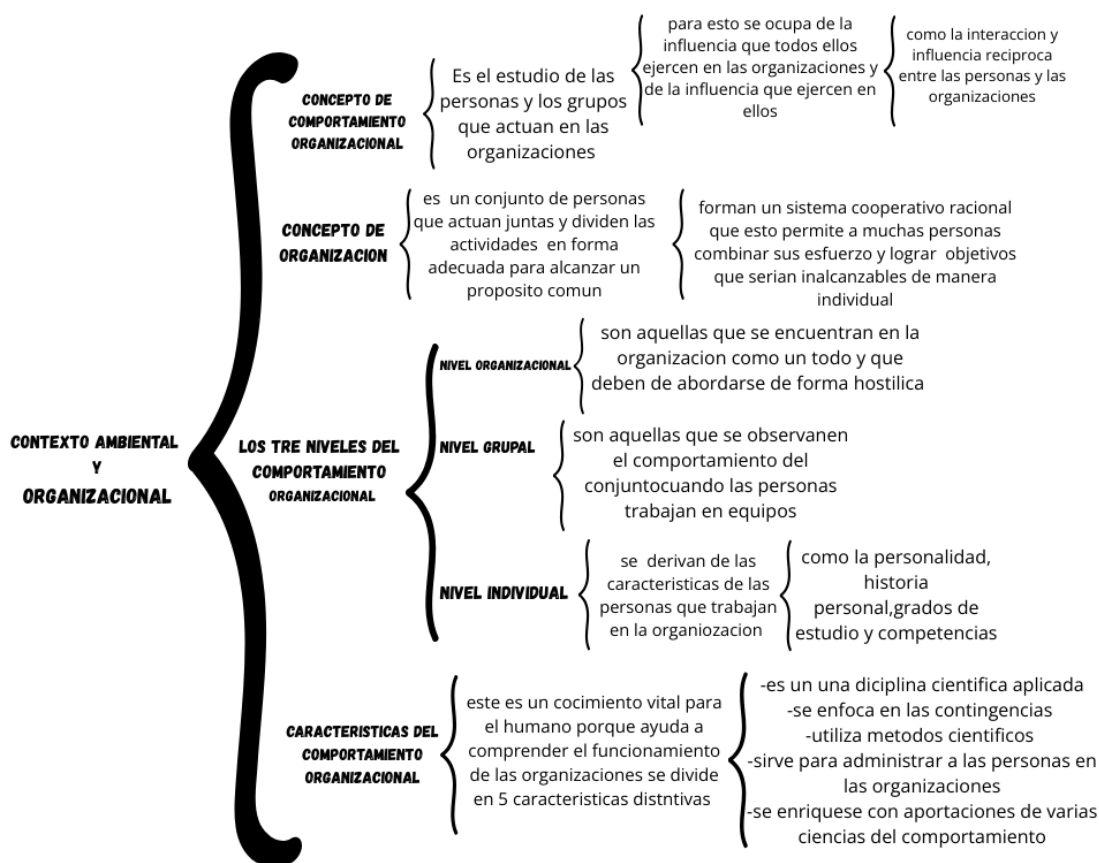 CONTEXTO AMBIENTAL
Y
ORGANIZACIONAL
CONCEPTO DE
COMPORTAMIENTO
ORGANIZACIONAL
Es el estudio de las
personas y los grupos
que actuan en las
organizaciones
para esto se ocupa de la
influencia que todos ellos
ejercen en las organizaciones y
de la influencia que ejercen en
ellos
como la interaccion y
influencia reciproca
entre las personas y las
organizaciones
CONCEPTO DE
ORGANIZACION
es un conjunto de personas
que actuan juntas y dividen las
actividades en forma
adecuada para alcanzar un
proposito comun
forman un sistema cooperativo racional
que esto permite a muchas personas
combinar sus esfuerzo y lograr objetivos
que serian inalcanzables de manera
individual
LOS TRE NIVELES DEL
COMPORTAMIENTO
ORGANIZACIONAL
NIVEL ORGANIZACIONAL
son aquellas que se encuentran en la
organizacion como un todo y que
deben de abordarse de forma hostilica
NIVEL GRUPAL
son aquellas que se observanen
el comportamiento del
conjuntocuando las personas
trabajan en equipos
NIVEL INDIVIDUAL
se derivan de las
caracteristicas de las
personas que trabajan
en la organiozacion
como la personalidad,
historia
personal,grados de
estudio y competencias
CARACTERISTICAS DEL
COMPORTAMIENTO
ORGANIZACIONAL
este es un cocimiento vital para
el humano porque ayuda a
comprender el funcionamiento
de las organizaciones se divide
en 5 caracteristicas distntivas
-es un una diciplina cientifica aplicada
-se enfoca en las contingencias
-utiliza metodos cientificos
-sirve para administrar a las personas en
las organizaciones
-se enriquese con aportaciones de varias
ciencias del comportamiento